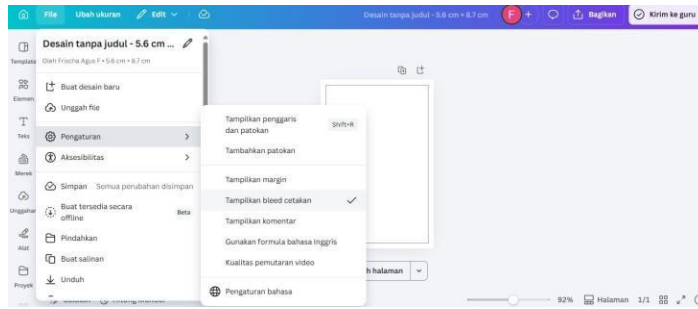 File Ubah ukuran Edit Desain tanpa judul - 5.6 cm × 8.7 cm F + Bagikan Kirim ke guru
Template
Elemen
Teks
Merek
Unggahan
Alat
Proyek
Desain tanpa judul - 5.6 cm ...
Oleh Frischa Agus F • 5.6 cm × 8.7 cm
Buat desain baru
Unggah file
Pengaturan
Aksesibilitas
Simpan Semua perubahan disimpan
Buat tersedia secara
offline
Beta
Pindahkan
Buat salinan
Unduh
Tampilkan penggaris
dan patokan
Shift+R
Tambahkan patokan
Tampilkan margin
Tampilkan bleed cetakan
Tampilkan komentar
Gunakan formula bahasa Inggris
Kualitas pemutaran video
Pengaturan bahasa
h halaman
92% Halaman 1/1